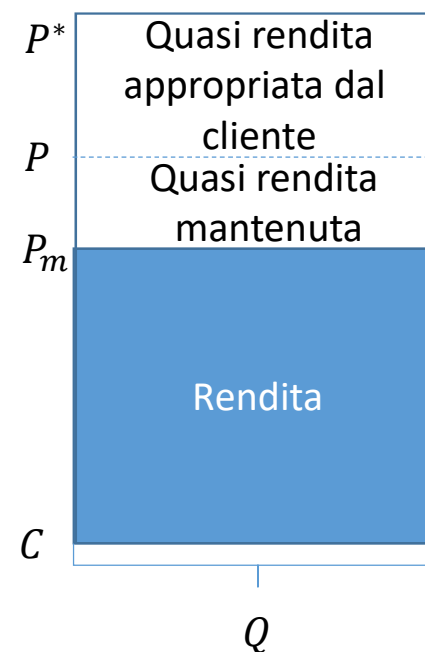 P*
Quasi rendita
appropriata dal
cliente
P
Quasi rendita
mantenuta
Pm
Rendita
C
Q